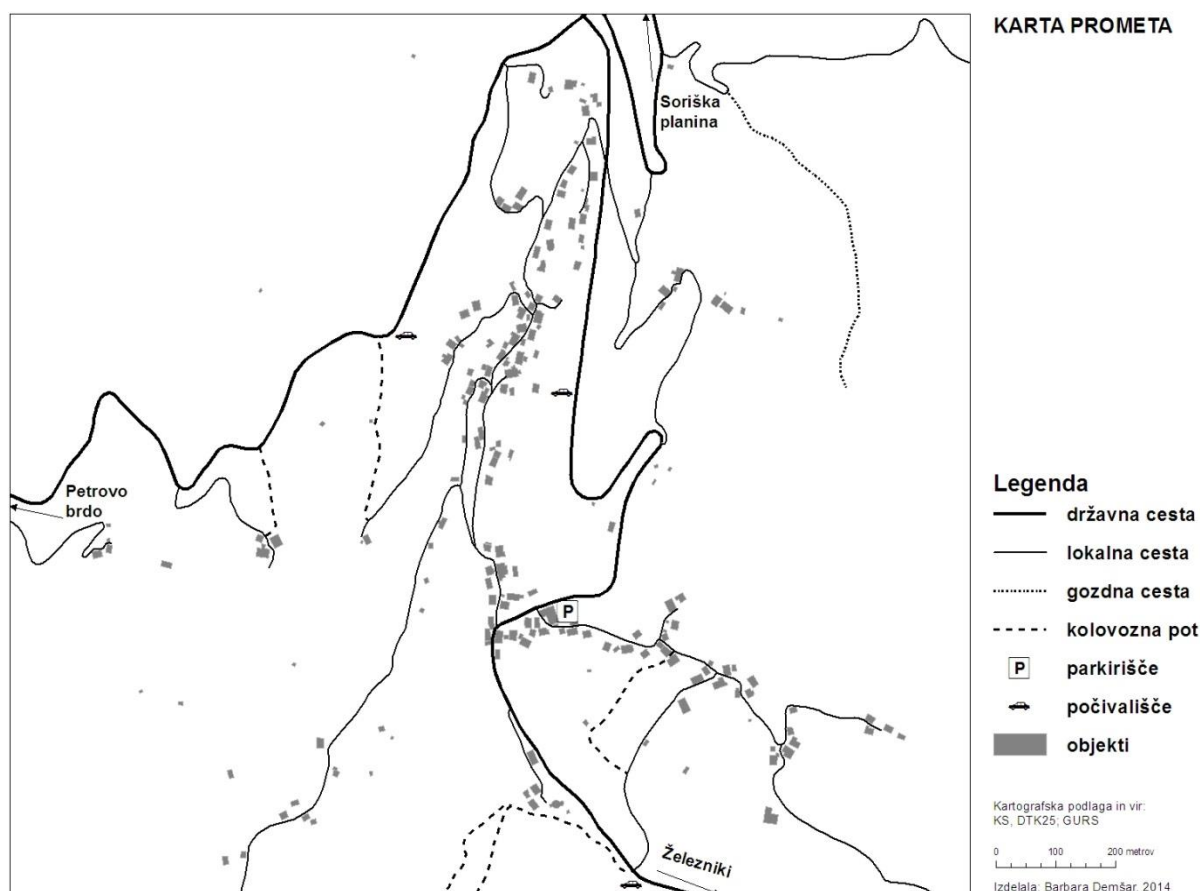 KARTA PROMETA
Soriška
planina
Petrovo
brdo
P
Železniki
Legenda
državna cesta
lokalna cesta
gozdna cesta
kolovozna pot
P parkirišče
počivališče
objekti
Kartografska podlaga in vir:
KS, DTK25; GURS
0 100 200 metrov
Izdelala: Barbara Demšar, 2014